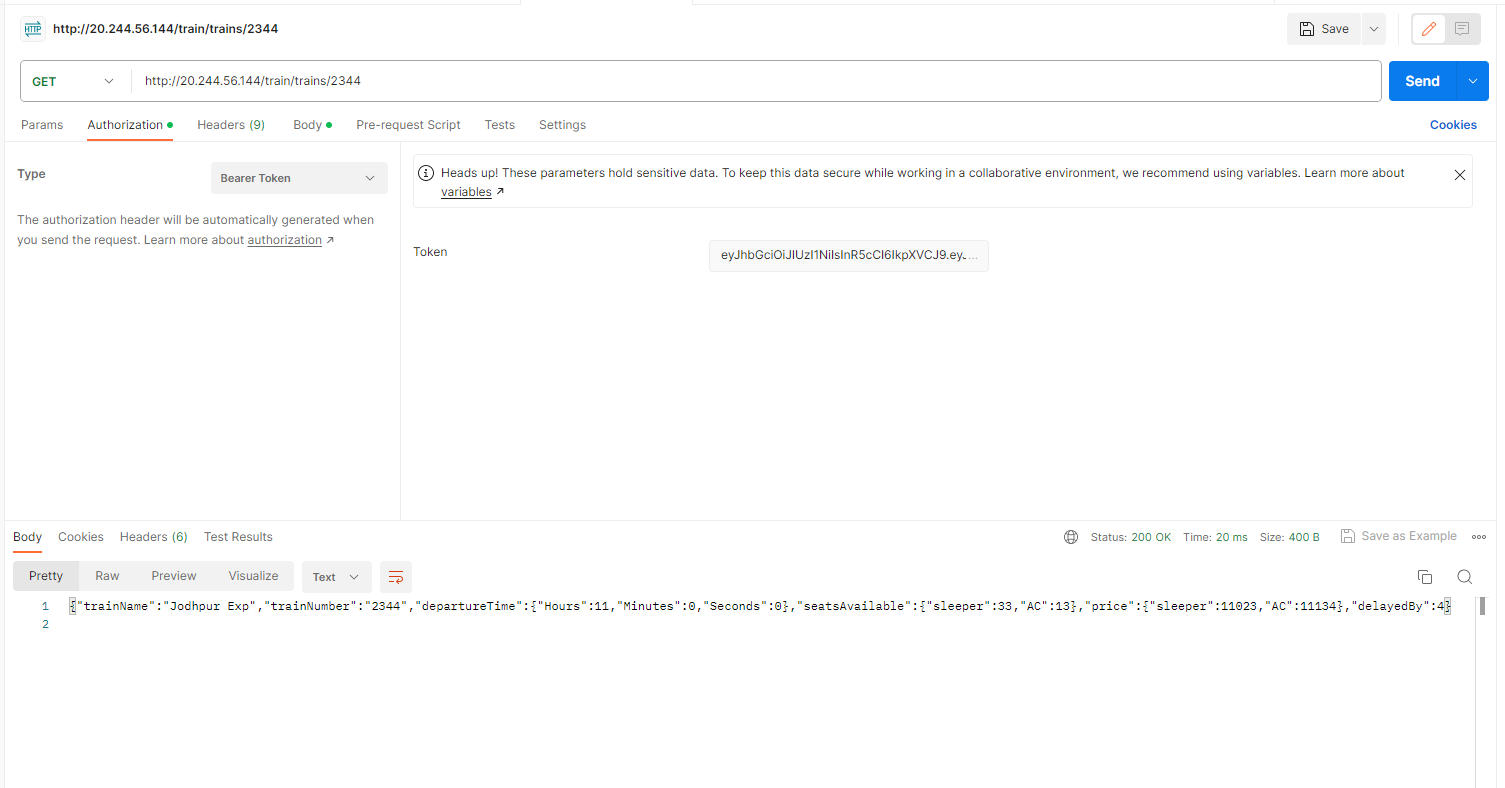 HTTP http://20.244.56.144/train/trains/2344 Save
GET http://20.244.56.144/train/trains/2344 Send
Params Authorization Headers (9) Body Pre-request Script Tests Settings Cookies
Type Bearer Token
The authorization header will be automatically generated when
you send the request. Learn more about authorization ↗
Heads up! These parameters hold sensitive data. To keep this data secure while working in a collaborative environment, we recommend using variables. Learn more about
variables ↗
Token eyJhbGciOiJIUzI1NiIsInR5cCI6IkpXVCJ9.ey...
Body Cookies Headers (6) Test Results Status: 200 OK Time: 20 ms Size: 400 B Save as Example
Pretty Raw Preview Visualize Text
1 {"trainName":"Jodhpur Exp","trainNumber":"2344","departureTime":{"Hours":11,"Minutes":0,"Seconds":0},"seatsAvailable":{"sleeper":33,"AC":13},"price":{"sleeper":11023,"AC":11134},"delayedBy":4}
2